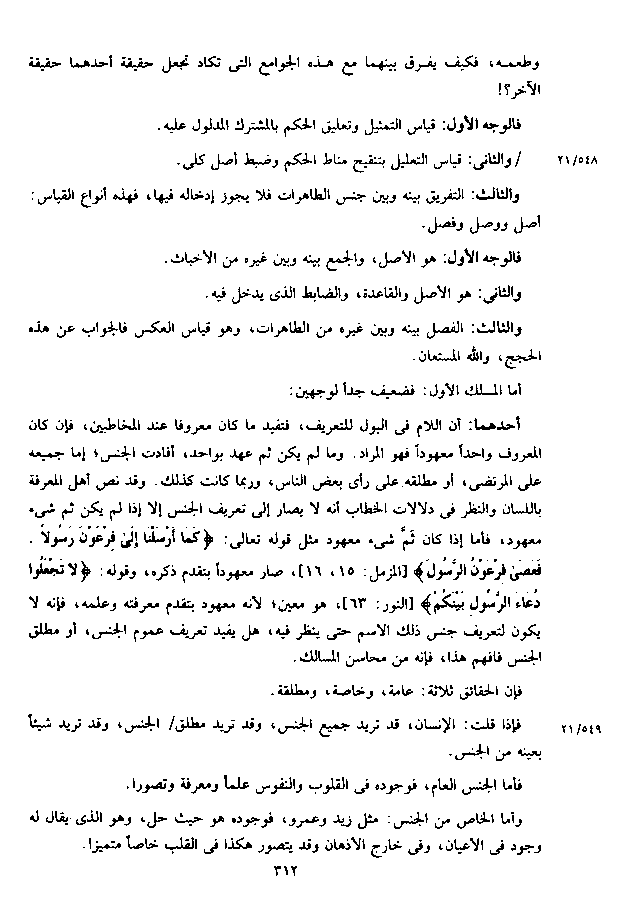 وطعمه، فكيف يفرق بينهما مع هذه الجوامع التى تكاد تجعل حقيقة أحدهما حقيقة
الآخر؟!
فالوجه الأول: قياس التمثيل وتعليق الحكم بالمشترك المدلول عليه.
٢١/٥٤٨ / والثانى: قياس التعليل بتنقيح مناط الحكم وضبط أصل كلى.
والثالث: التفريق بينه وبين جنس الطاهرات فلا يجوز إدخاله فيها، فهذه أنواع القياس:
أصل ووصل وفصل.
فالوجه الأول: هو الأصل، والجمع بينه وبين غيره من الأخباث.
والثانى: هو الأصل والقاعدة، والضابط الذى يدخل فيه.
والثالث: الفصل بينه وبين غيره من الطاهرات، وهو قياس العكس فالجواب عن هذه
الحجج، والله المستعان.
أما المسلك الأول: فضعيف جداً لوجهين:
أحدهما: أن اللام فى البول للتعريف، فتفيد ما كان معروفا عند المخاطبين، فإن كان
المعروف واحداً معهوداً فهو المراد. وما لم يكن ثم عهد بواحد، أفادت الجنس؛ إما جميعه
على المرتضى، أو مطلقه على رأى بعض الناس، وربما كانت كذلك. وقد نص أهل المعرفة
باللسان والنظر فى دلالات الخطاب أنه لا يصار إلى تعريف الجنس إلا إذا لم يكن ثم شىء
معهود، فأما إذا كان ثَمَّ شىء معهود مثل قوله تعالى: ﴿كَمَا أَرْسَلْنَا إِلَىٰ فِرْعَوْنَ رَسُولاً .
فَعَصَىٰ فِرْعَوْنُ الرَّسُولَ﴾ [المزمل: ١٥، ١٦]، صار معهوداً بتقدم ذكره، وقوله: ﴿لا تَجْعَلُوا
دُعَاءَ الرَّسُولِ بَيْنَكُمْ﴾ [النور: ٦٣]، هو معين؛ لأنه معهود بتقدم معرفته وعلمه، فإنه لا
يكون لتعريف جنس ذلك الاسم حتى ينظر فيه، هل يفيد تعريف عموم الجنس، أو مطلق
الجنس فافهم هذا، فإنه من محاسن المسالك.
فإن الحقائق ثلاثة: عامة، وخاصة، ومطلقة.
٢١/٥٤٩ فإذا قلت: الإنسان، قد تريد جميع الجنس، وقد تريد مطلق/ الجنس، وقد تريد شيئاً
بعينه من الجنس.
فأما الجنس العام، فوجوده فى القلوب والنفوس علماً ومعرفة وتصورا.
وأما الخاص من الجنس: مثل زيد وعمرو، فوجوده هو حيث حل، وهو الذى يقال له
وجود فى الأعيان، وفى خارج الأذهان وقد يتصور هكذا فى القلب خاصاً متميزا.
٣١٢